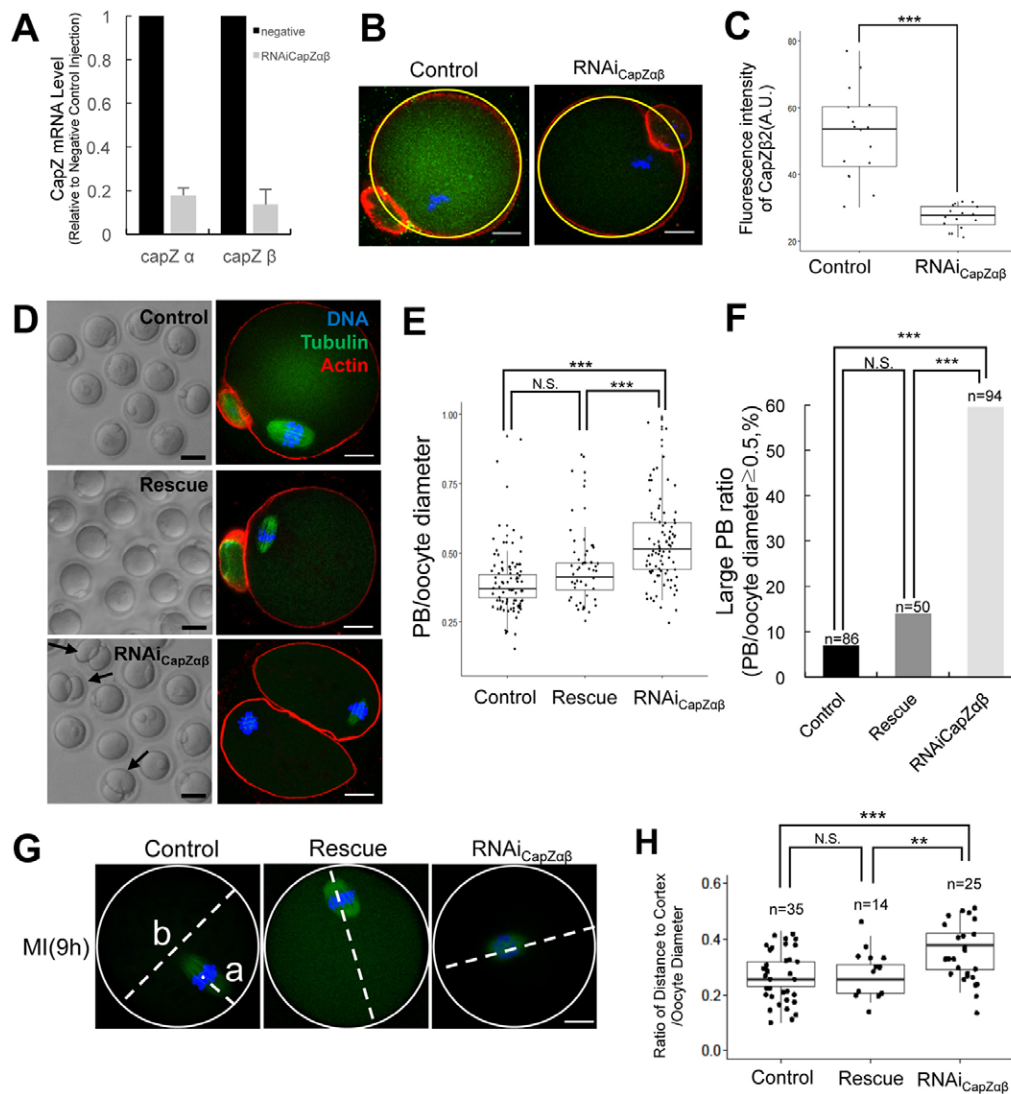 A
CapZ mRNA Level
(Relative to Negative Control Injection)
1
0.8
0.6
0.4
0.2
0
negative
RNAiCapZαβ
capZ α
capZ β
B
Control
RNAiCapZαβ
C
***
Fluorescence intensity
of CapZβ2(A.U.)
80
60
40
20
Control
RNAiCapZαβ
D
Control
DNA
Tubulin
Actin
Rescue
RNAiCapZαβ
E
***
N.S.
***
PB/oocyte diameter
1.00
0.75
0.50
0.25
Control
Rescue
RNAiCapZαβ
F
***
N.S.
***
n=94
Large PB ratio
(PB/oocyte diameter≥0.5,%)
60
50
40
30
20
10
0
n=86
n=50
Control
Rescue
RNAiCapZαβ
G
Control
Rescue
RNAiCapZαβ
MI(9h)
b
a
H
***
N.S.
**
n=35
n=14
n=25
Ratio of Distance to Cortex
/Oocyte Diameter
0.6
0.4
0.2
0.0
Control
Rescue
RNAiCapZαβ